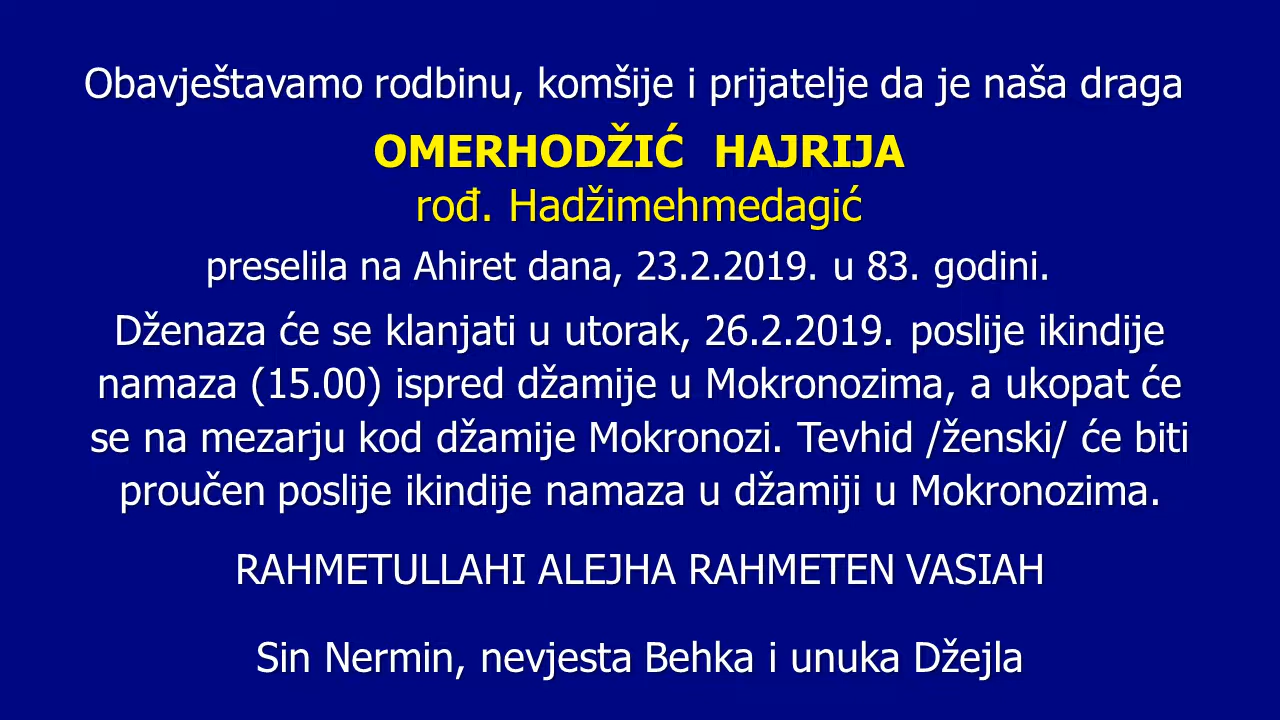 Obavještavamo rodbinu, komšije i prijatelje da je naša draga
OMERHODŽIĆ HAJRIJA
rođ. Hadžimehmedagić
preselila na Ahiret dana, 23.2.2019. u 83. godini.
Dženaza će se klanjati u utorak, 26.2.2019. poslije ikindije
namaza (15.00) ispred džamije u Mokronozima, a ukopat će
se na mezarju kod džamije Mokronozi. Tevhid /ženski/ će biti
proučen poslije ikindije namaza u džamiji u Mokronozima.
RAHMETULLAHI ALEJHA RAHMETEN VASIAH
Sin Nermin, nevjesta Behka i unuka Džejla